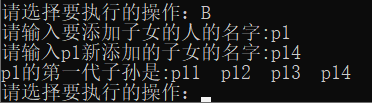 请选择要执行的操作：B
请输入要添加子女的人的名字:p1
请输入p1新添加的子女的名字:p14
p1的第一代子孙是:p11  p12  p13  p14
请选择要执行的操作：